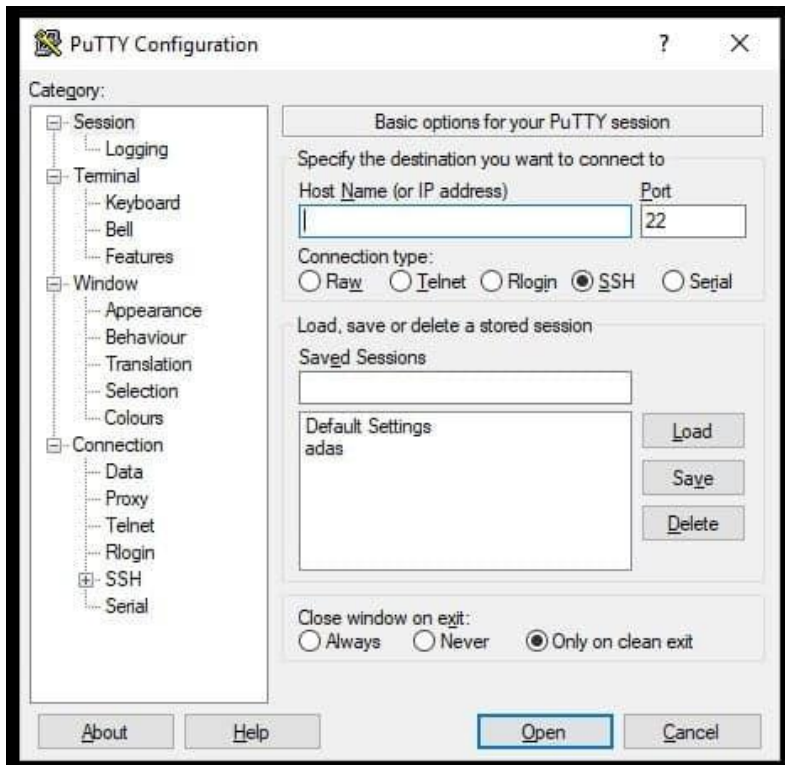 PuTTY Configuration
? X
Category:
Session
Logging
Terminal
Keyboard
Bell
Features
Window
Appearance
Behaviour
Translation
Selection
Colours
Connection
Data
Proxy
Telnet
Rlogin
SSH
Serial
Basic options for your PuTTY session
Specify the destination you want to connect to
Host Name (or IP address) Port
22
Connection type:
Raw Telnet Rlogin SSH Serial
Load, save or delete a stored session
Saved Sessions
Default Settings
adas
Load
Save
Delete
Close window on exit:
Always Never Only on clean exit
About Help Open Cancel